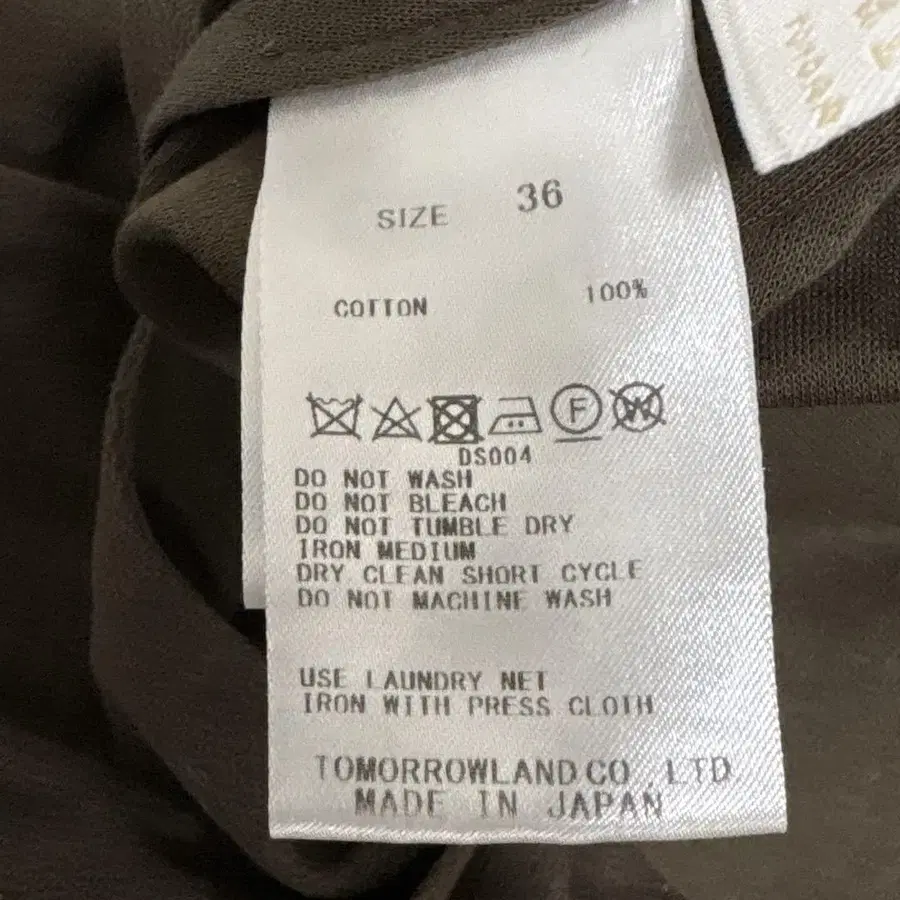 SIZE 36
COTTON 100%
F W
DS004
DO NOT WASH
DO NOT BLEACH
DO NOT TUMBLE DRY
IRON MEDIUM
DRY CLEAN SHORT CYCLE
DO NOT MACHINE WASH
USE LAUNDRY NET
IRON WITH PRESS CLOTH
TOMORROWLAND CO.,LTD
MADE IN JAPAN